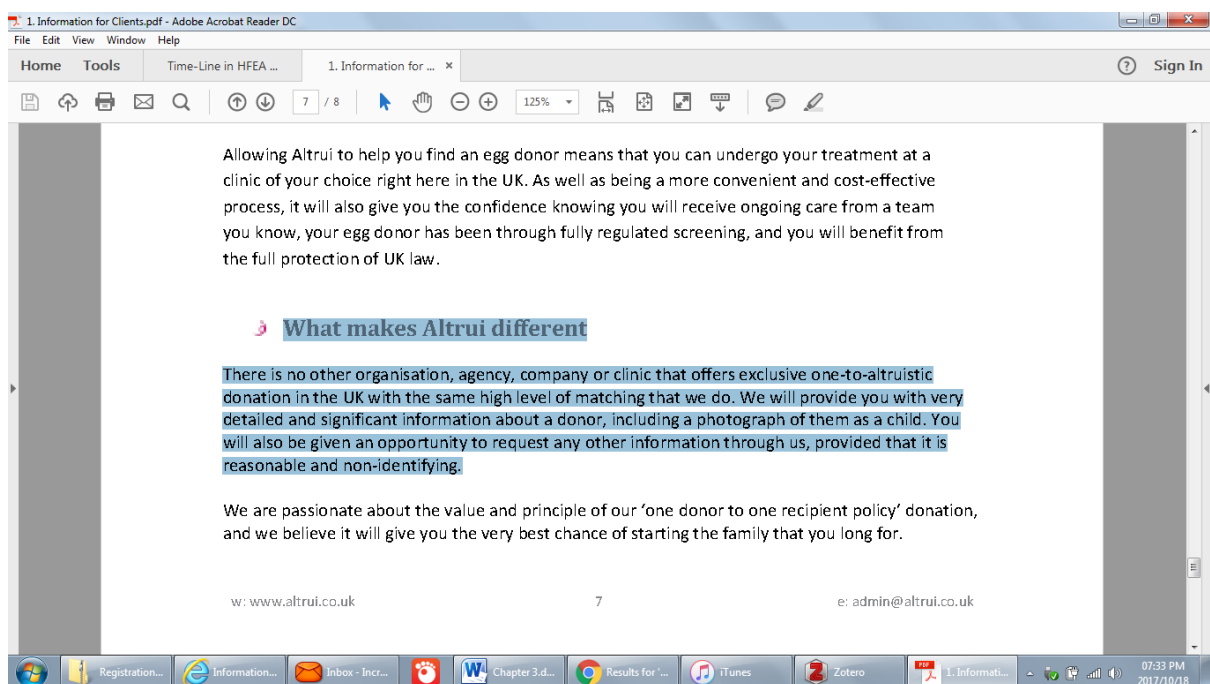 1. Information for Clients.pdf - Adobe Acrobat Reader DC
File Edit View Window Help
Home Tools Time-Line in HFEA ... 1. Information for ... × ? Sign In
7 / 8 125%
Allowing Altrui to help you find an egg donor means that you can undergo your treatment at a
clinic of your choice right here in the UK. As well as being a more convenient and cost-effective
process, it will also give you the confidence knowing you will receive ongoing care from a team
you know, your egg donor has been through fully regulated screening, and you will benefit from
the full protection of UK law.
What makes Altrui different
There is no other organisation, agency, company or clinic that offers exclusive one-to-altruistic
donation in the UK with the same high level of matching that we do. We will provide you with very
detailed and significant information about a donor, including a photograph of them as a child. You
will also be given an opportunity to request any other information through us, provided that it is
reasonable and non-identifying.
We are passionate about the value and principle of our ‘one donor to one recipient policy’ donation,
and we believe it will give you the very best chance of starting the family that you long for.
w: www.altrui.co.uk 7 e: admin@altrui.co.uk
Registration... Information... Inbox - Incr... Chapter 3.d... Results for '... iTunes Zotero 1. Informati... 07:33 PM
2017/10/18